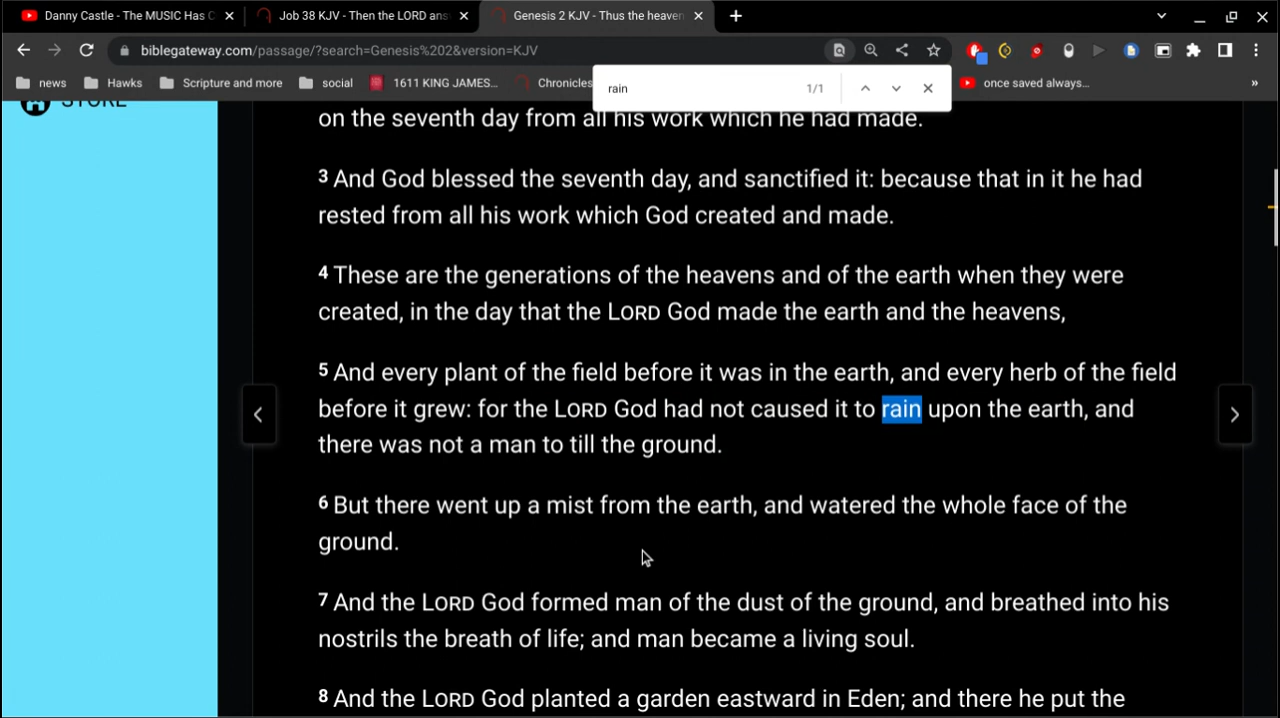 Danny Castle - The MUSIC Has C
Job 38 KJV - Then the LORD ans
Genesis 2 KJV - Thus the heaven
biblegateway.com/passage/?search=Genesis%202&version=KJV
news
Hawks
Scripture and more
social
1611 KING JAMES...
Chronicles
once saved always...
»
rain
1/1
STORE
on the seventh day from all his work which he had made.
3 And God blessed the seventh day, and sanctified it: because that in it he had
rested from all his work which God created and made.
4 These are the generations of the heavens and of the earth when they were
created, in the day that the LORD God made the earth and the heavens,
5 And every plant of the field before it was in the earth, and every herb of the field
before it grew: for the LORD God had not caused it to rain upon the earth, and
there was not a man to till the ground.
6 But there went up a mist from the earth, and watered the whole face of the
ground.
7 And the LORD God formed man of the dust of the ground, and breathed into his
nostrils the breath of life; and man became a living soul.
8 And the LORD God planted a garden eastward in Eden; and there he put the